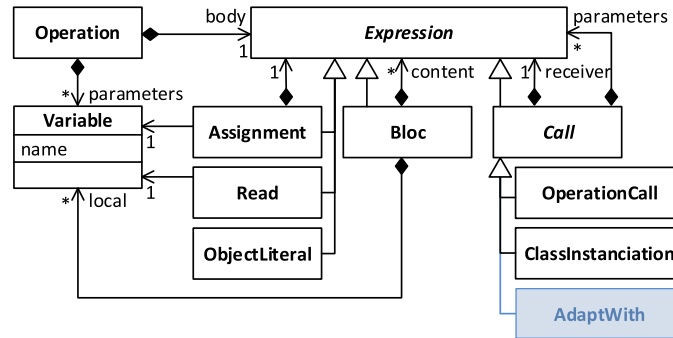 body
parameters
Operation
Expression
1
*
1
* content
1 receiver
* parameters
Variable
name
Assignment
1
Bloc
Call
1
* local
Read
OperationCall
ObjectLiteral
ClassInstanciation
AdaptWith